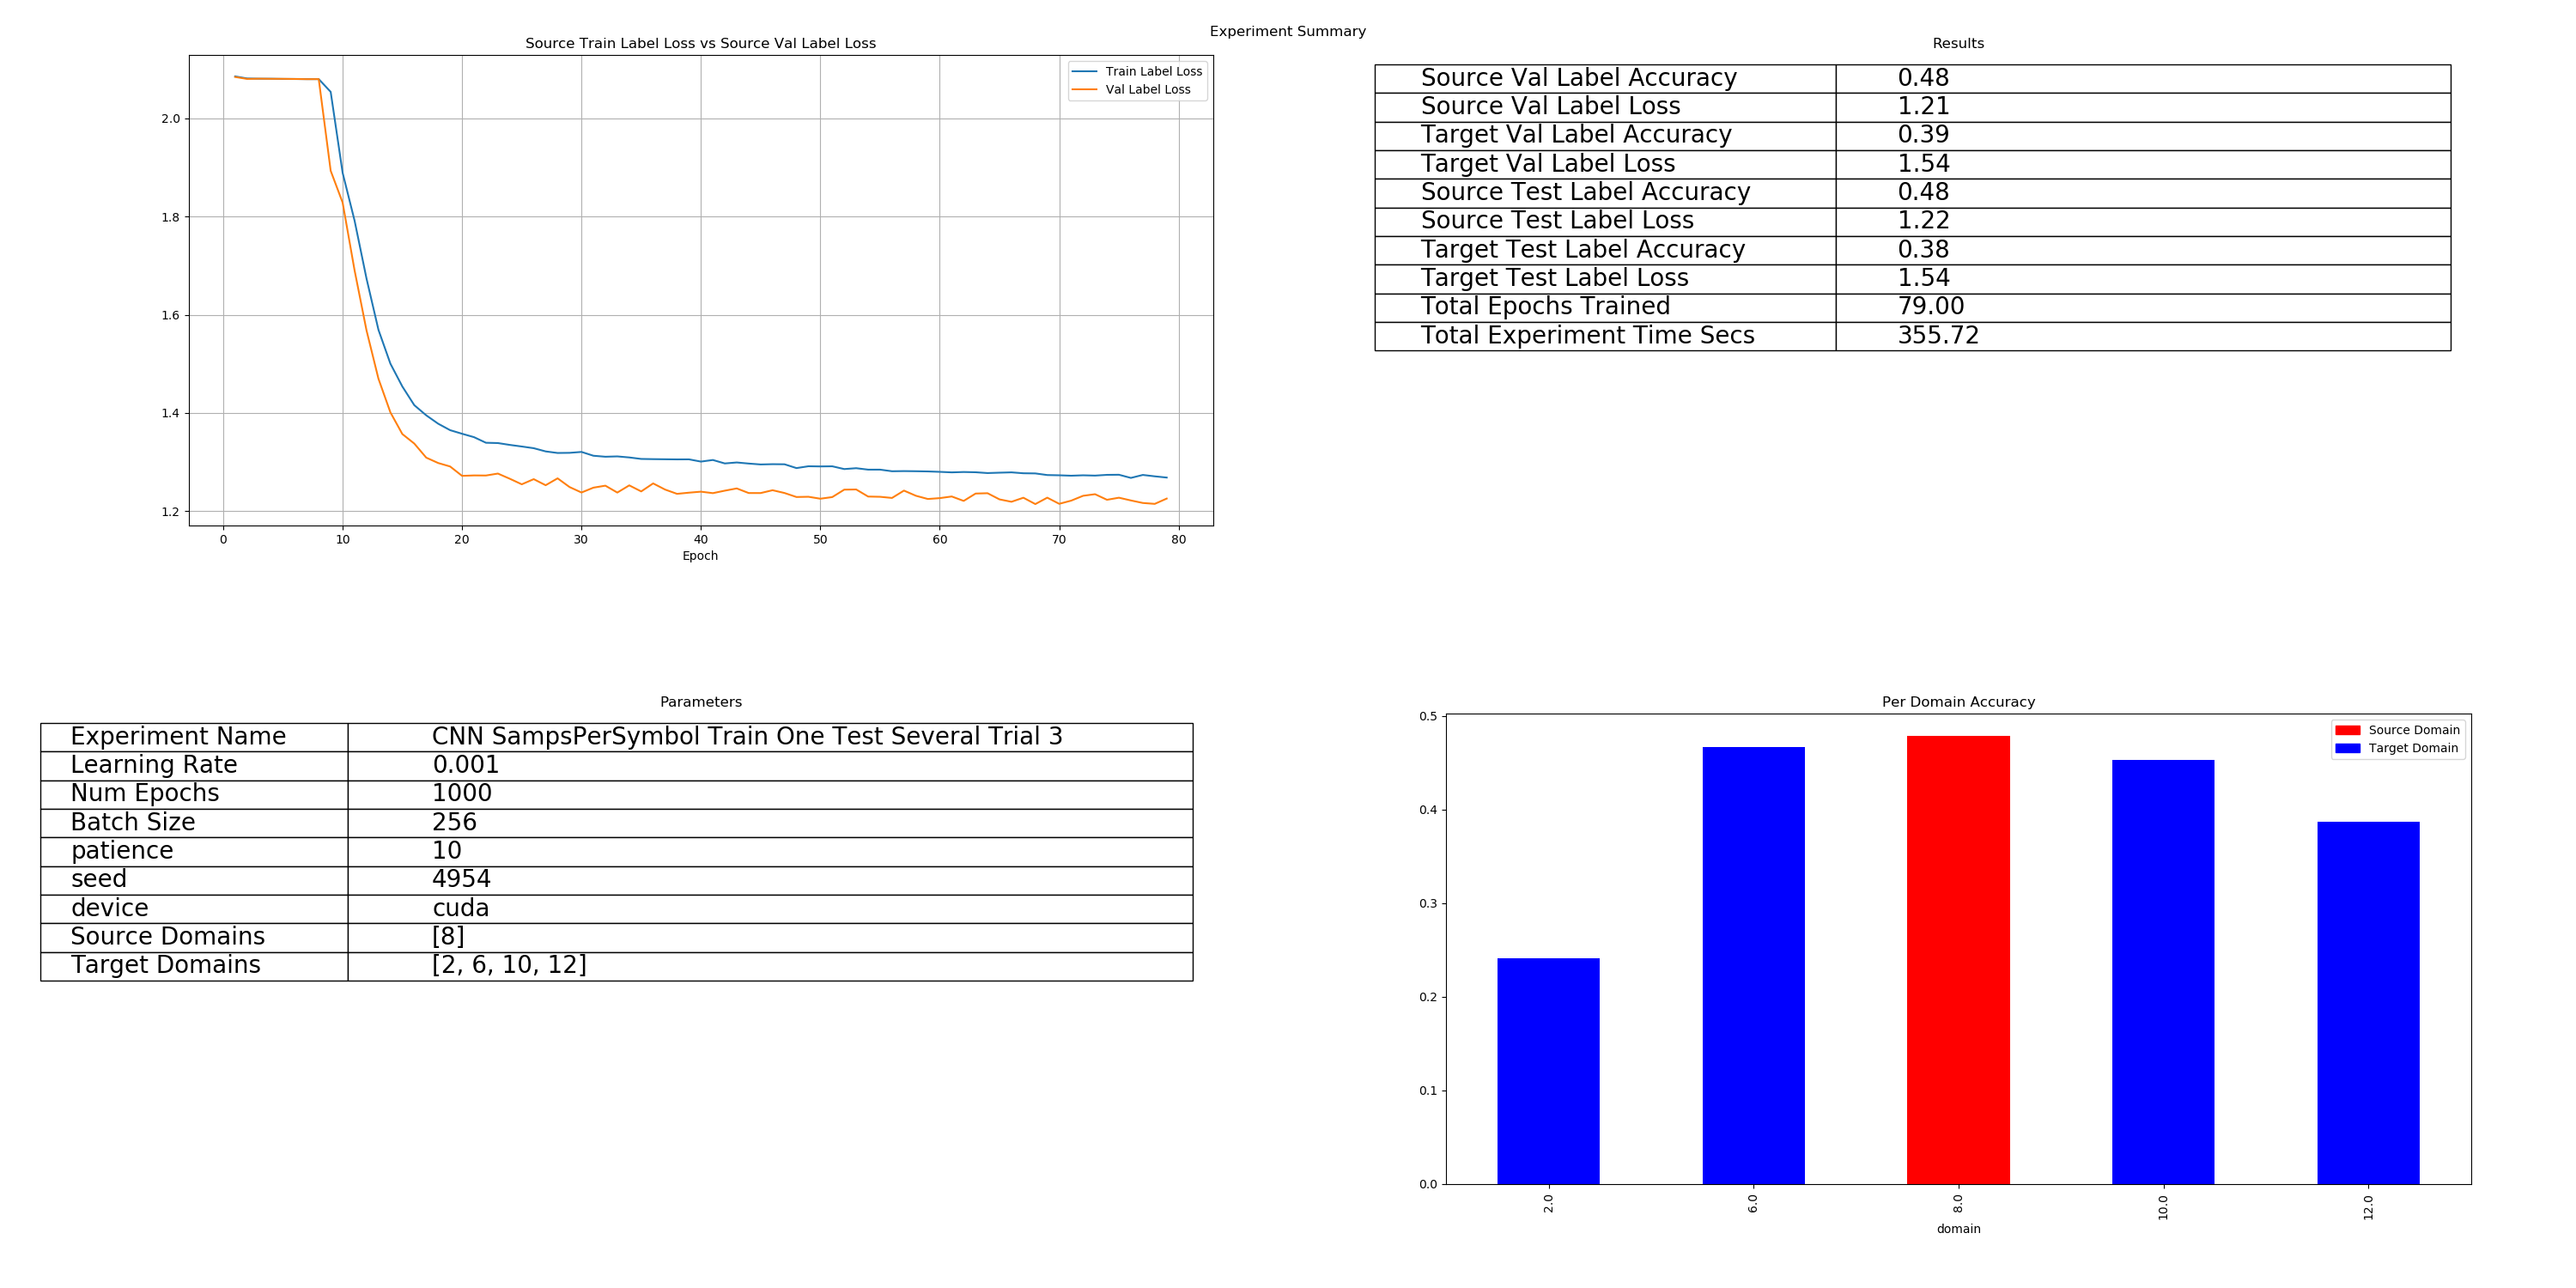 Experiment Summary
Source Train Label Loss vs Source Val Label Loss
Train Label Loss
Val Label Loss
2.0
1.8
1.6
1.4
1.2
0 10 20 30 40 50 60 70 80
Epoch
Results
Source Val Label Accuracy 0.48
Source Val Label Loss 1.21
Target Val Label Accuracy 0.39
Target Val Label Loss 1.54
Source Test Label Accuracy 0.48
Source Test Label Loss 1.22
Target Test Label Accuracy 0.38
Target Test Label Loss 1.54
Total Epochs Trained 79.00
Total Experiment Time Secs 355.72
Parameters
Experiment Name CNN SampsPerSymbol Train One Test Several Trial 3
Learning Rate 0.001
Num Epochs 1000
Batch Size 256
patience 10
seed 4954
device cuda
Source Domains [8]
Target Domains [2, 6, 10, 12]
Per Domain Accuracy
Source Domain
Target Domain
0.5
0.4
0.3
0.2
0.1
0.0
2.0 6.0 8.0 10.0 12.0
domain